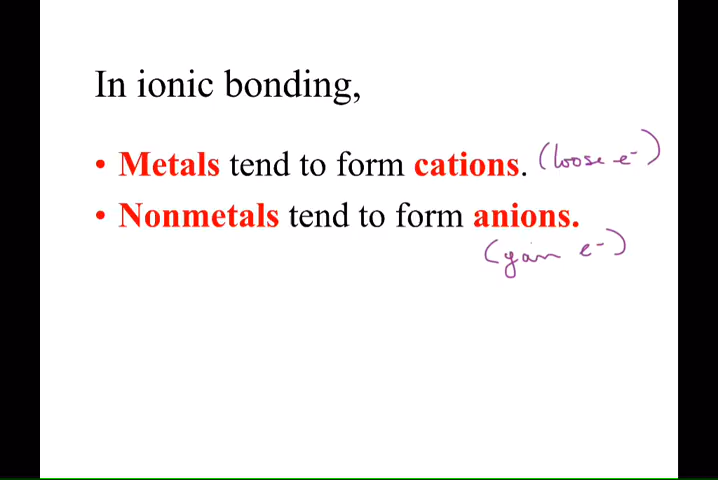 In ionic bonding,
• Metals tend to form cations. (loose e-)
• Nonmetals tend to form anions.
(gain e-)